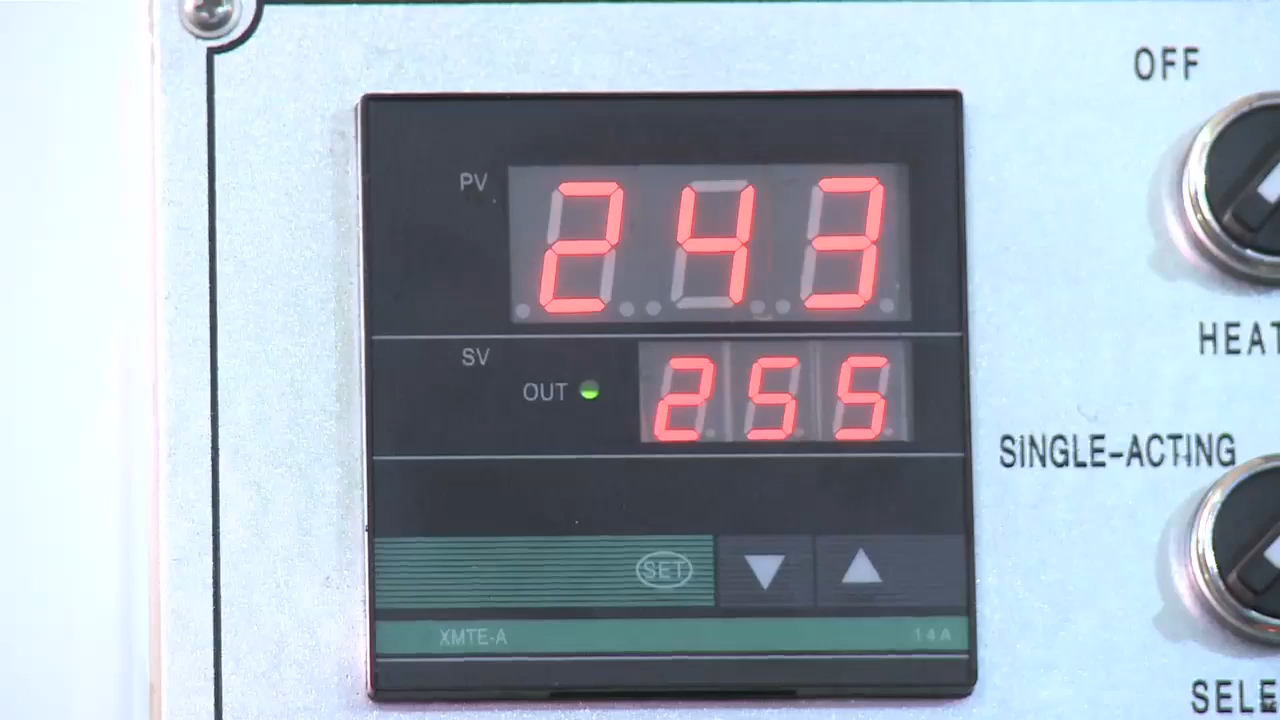 OFF
PV 243
HEAT
SV
OUT 255
SINGLE-ACTING
SET
XMTE-A 14A
SELE